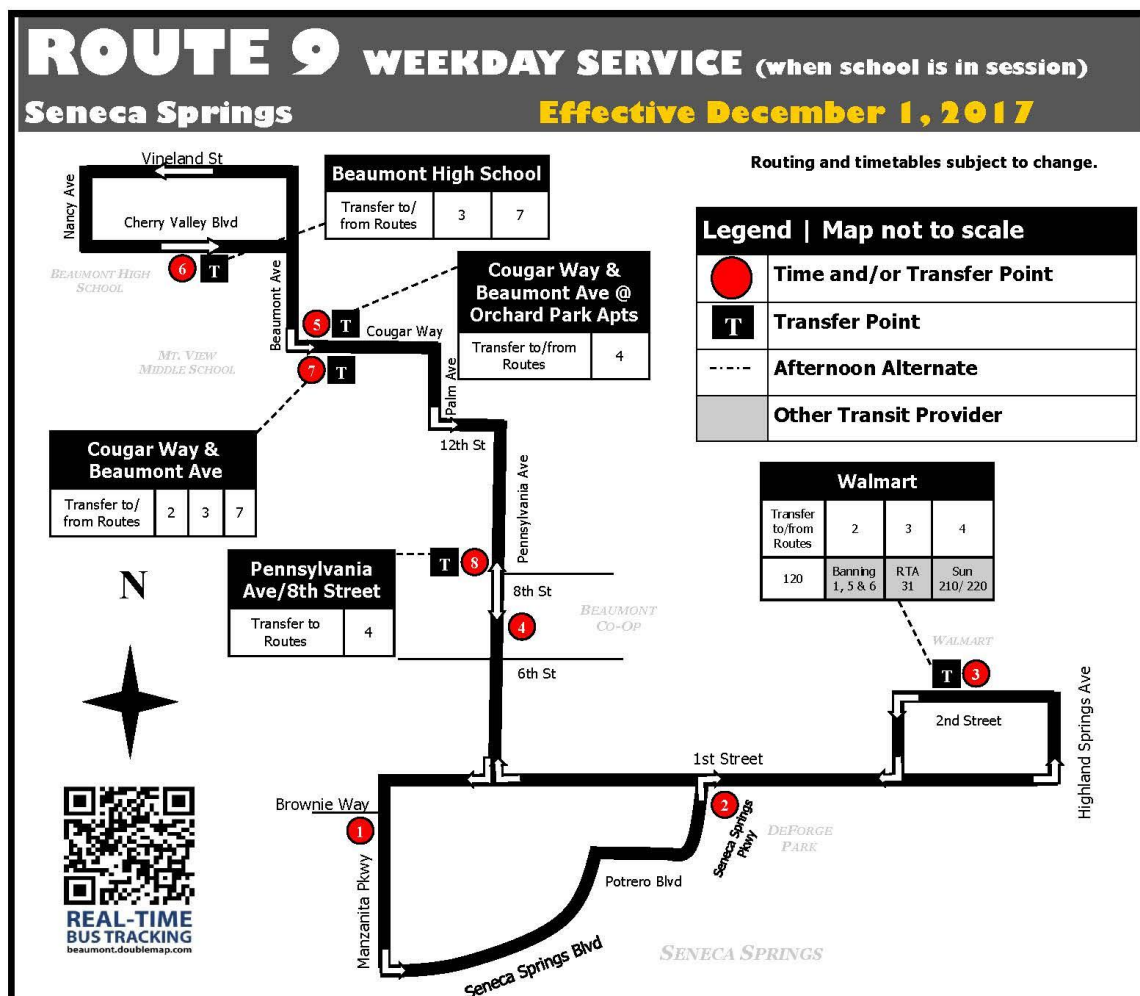 ROUTE 9 WEEKDAY SERVICE (when school is in session)
Seneca Springs
Effective December 1, 2017
Routing and timetables subject to change.
Vineland St
Nancy Ave
Cherry Valley Blvd
6
T
BEAUMONT HIGH
SCHOOL
Beaumont High School
Transfer to/
from Routes
3
7
Legend | Map not to scale
Time and/or Transfer Point
T
Transfer Point
Afternoon Alternate
Other Transit Provider
Cougar Way &
Beaumont Ave @
Orchard Park Apts
Transfer to/from
Routes
4
Beaumont Ave
5
T
Cougar Way
7
T
MT. VIEW
MIDDLE SCHOOL
Palm Ave
12th St
Cougar Way &
Beaumont Ave
Transfer to/
from Routes
2
3
7
Pennsylvania Ave
Walmart
Transfer
to/from
Routes
2
3
4
120
Banning
1, 5 & 6
RTA
31
Sun
210/ 220
Pennsylvania
Ave/8th Street
Transfer to
Routes
4
T
8
8th St
BEAUMONT
CO-OP
4
6th St
N
WALMART
T
3
2nd Street
Highland Springs Ave
1st Street
Brownie Way
1
2
Seneca Springs
Pkwy
DEFORGE
PARK
Manzanita Pkwy
Potrero Blvd
Seneca Springs Blvd
SENECA SPRINGS
REAL-TIME
BUS TRACKING
beaumont.doublemap.com